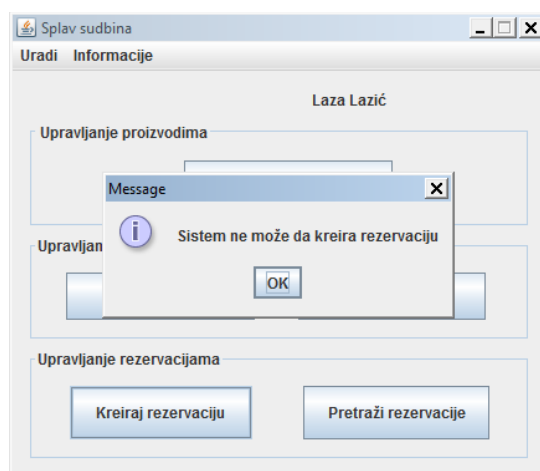 Splav sudbina
Uradi Informacije
Laza Lazić
Upravljanje proizvodima
Message
Sistem ne može da kreira rezervaciju
OK
Upravljanje rezervacijama
Kreiraj rezervaciju Pretraži rezervacije